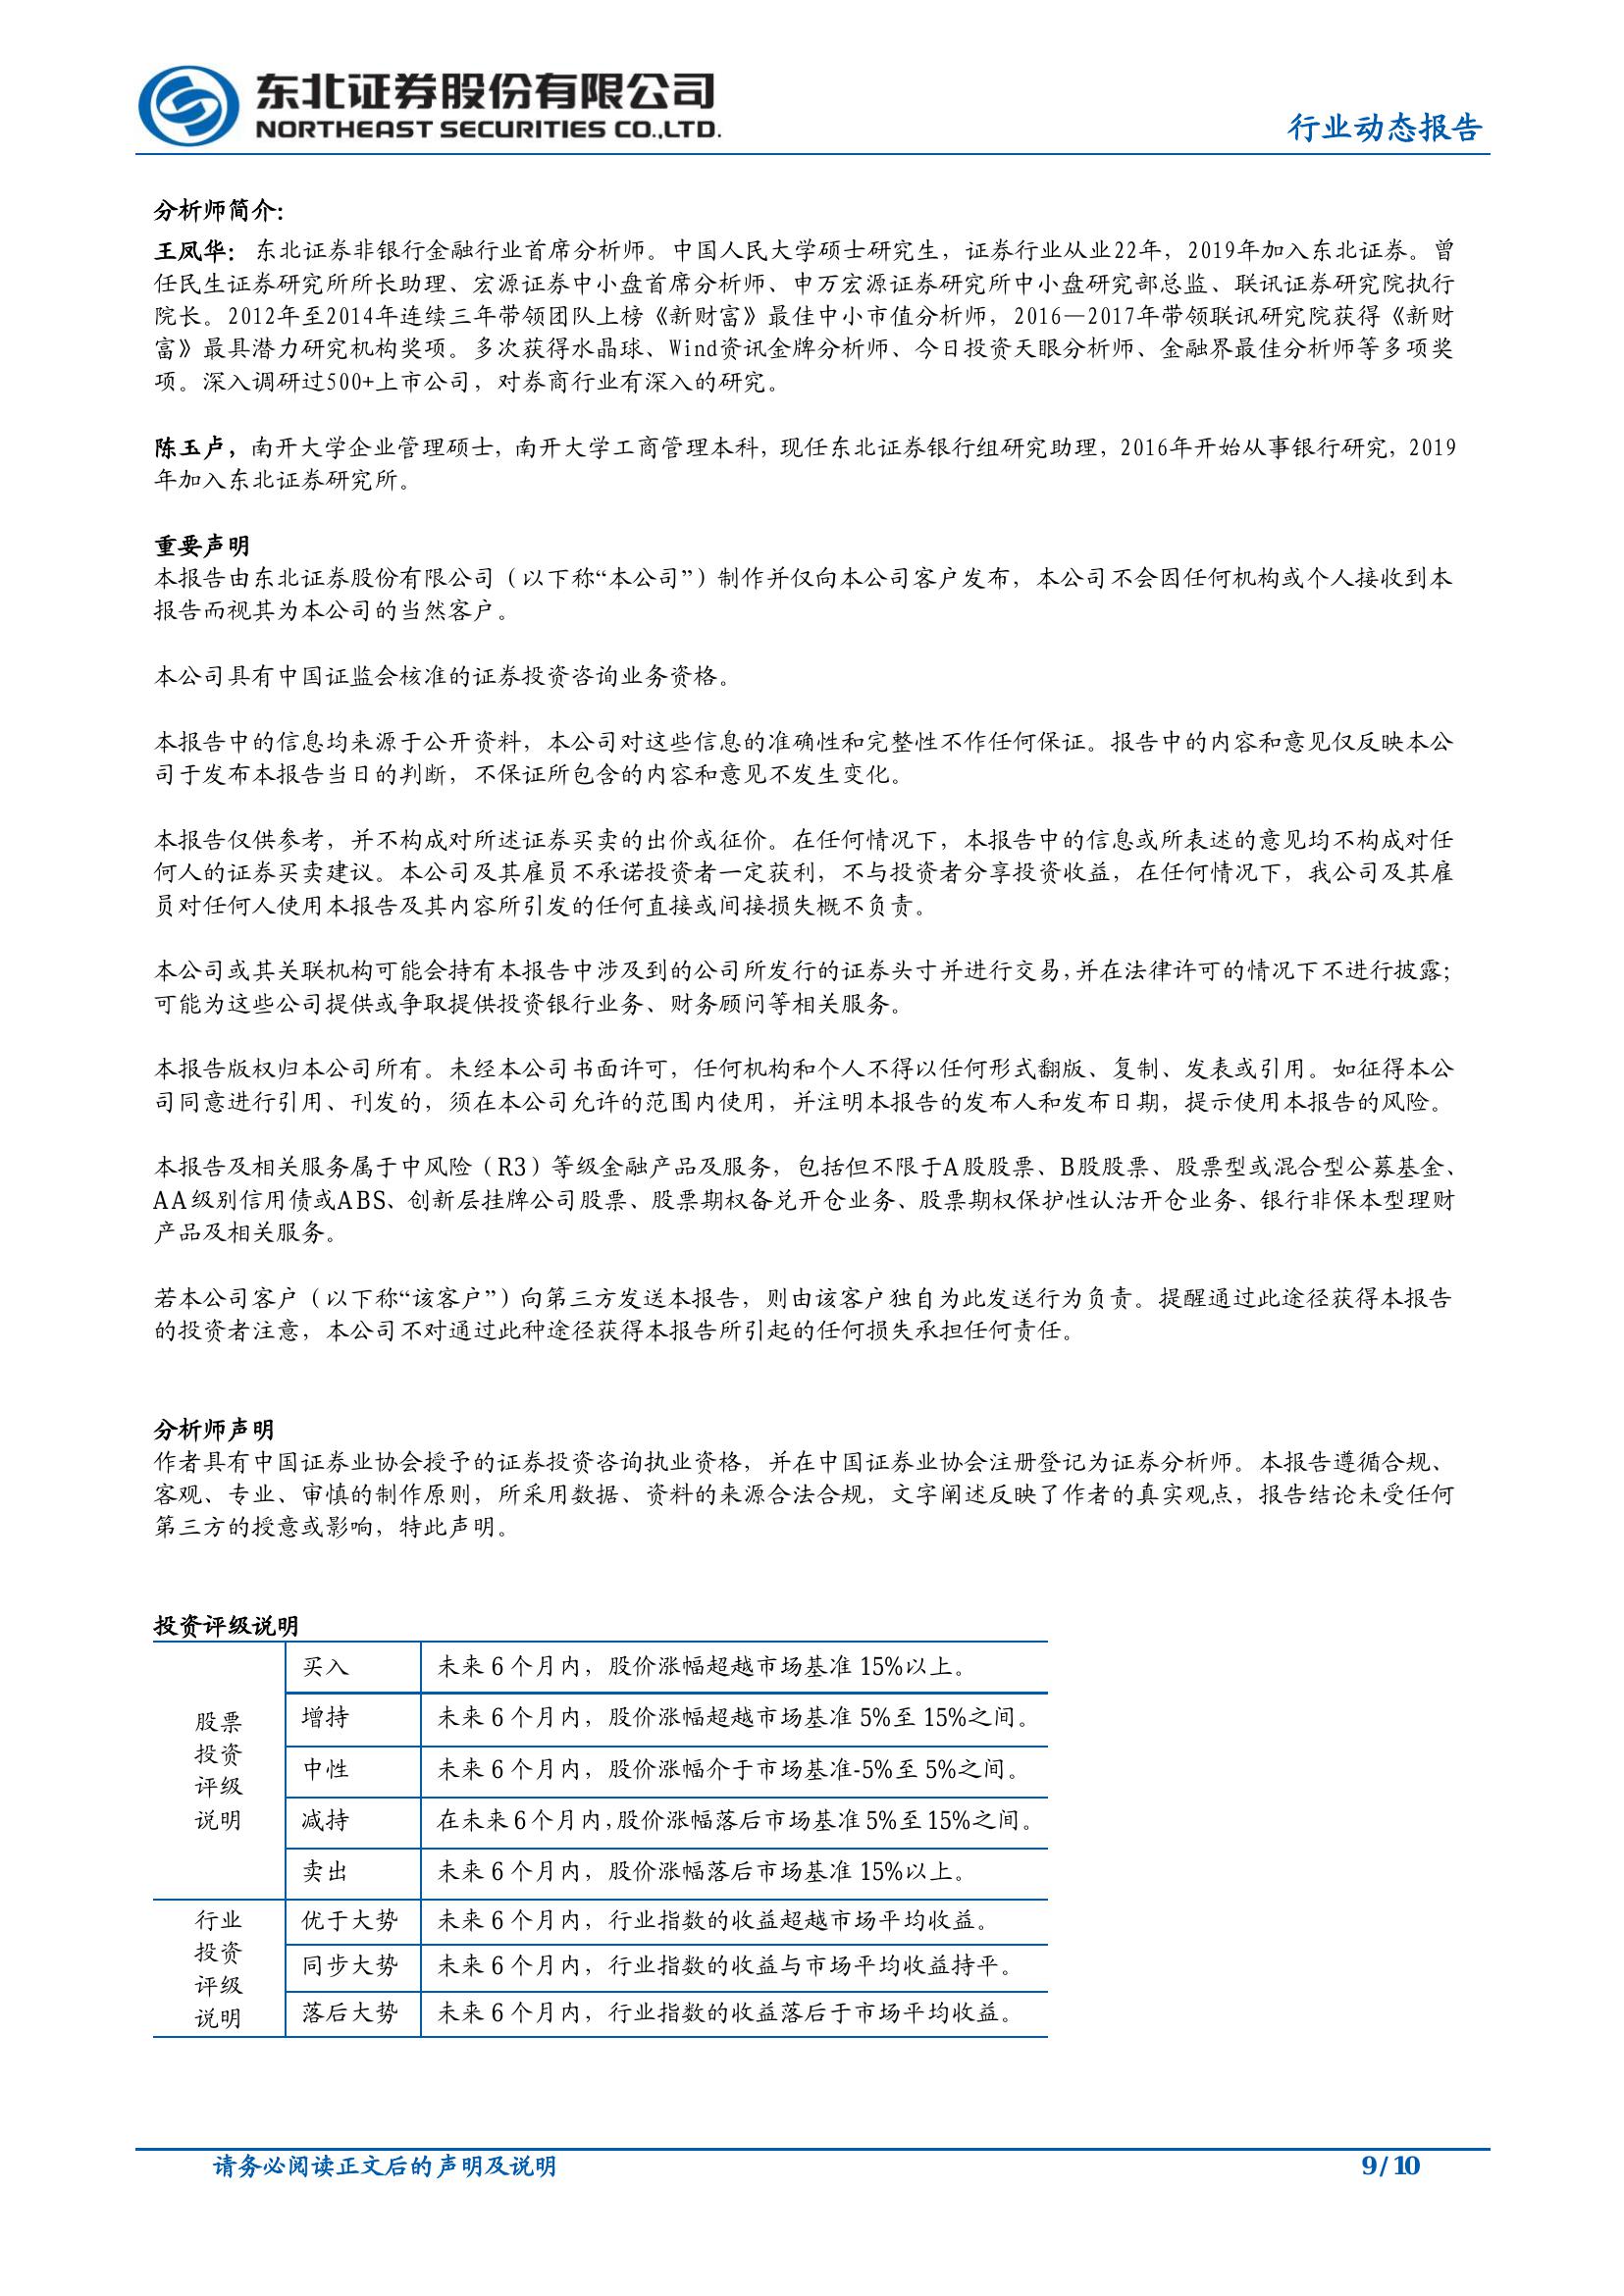 东北证券股份有限公司
NORTHEAST SECURITIES CO.,LTD.
行业动态报告
分析师简介:
王凤华: 东北证券非银行金融行业首席分析师。中国人民大学硕士研究生，证券行业从业22年，2019年加入东北证券。曾
任民生证券研究所所长助理、宏源证券中小盘首席分析师、申万宏源证券研究所中小盘研究部总监、联讯证券研究院执行
院长。2012年至2014年连续三年带领团队上榜《新财富》最佳中小市值分析师，2016—2017年带领联讯研究院获得《新财
富》最具潜力研究机构奖项。多次获得水晶球、Wind资讯金牌分析师、今日投资天眼分析师、金融界最佳分析师等多项奖
项。深入调研过500+上市公司，对券商行业有深入的研究。
陈玉卢，南开大学企业管理硕士，南开大学工商管理本科，现任东北证券银行组研究助理，2016年开始从事银行研究，2019
年加入东北证券研究所。
重要声明
本报告由东北证券股份有限公司（以下称“本公司”）制作并仅向本公司客户发布，本公司不会因任何机构或个人接收到本
报告而视其为本公司的当然客户。
本公司具有中国证监会核准的证券投资咨询业务资格。
本报告中的信息均来源于公开资料，本公司对这些信息的准确性和完整性不作任何保证。报告中的内容和意见仅反映本公
司于发布本报告当日的判断，不保证所包含的内容和意见不发生变化。
本报告仅供参考，并不构成对所述证券买卖的出价或征价。在任何情况下，本报告中的信息或所表述的意见均不构成对任
何人的证券买卖建议。本公司及其雇员不承诺投资者一定获利，不与投资者分享投资收益，在任何情况下，我公司及其雇
员对任何人使用本报告及其内容所引发的任何直接或间接损失概不负责。
本公司或其关联机构可能会持有本报告中涉及到的公司所发行的证券头寸并进行交易，并在法律许可的情况下不进行披露；
可能为这些公司提供或争取提供投资银行业务、财务顾问等相关服务。
本报告版权归本公司所有。未经本公司书面许可，任何机构和个人不得以任何形式翻版、复制、发表或引用。如征得本公
司同意进行引用、刊发的，须在本公司允许的范围内使用，并注明本报告的发布人和发布日期，提示使用本报告的风险。
本报告及相关服务属于中风险（R3）等级金融产品及服务，包括但不限于A股股票、B股股票、股票型或混合型公募基金、
AA级别信用债或ABS、创新层挂牌公司股票、股票期权备兑开仓业务、股票期权保护性认沽开仓业务、银行非保本型理财
产品及相关服务。
若本公司客户（以下称“该客户”）向第三方发送本报告，则由该客户独自为此发送行为负责。提醒通过此途径获得本报告
的投资者注意，本公司不对通过此种途径获得本报告所引起的任何损失承担任何责任。
分析师声明
作者具有中国证券业协会授予的证券投资咨询执业资格，并在中国证券业协会注册登记为证券分析师。本报告遵循合规、
客观、专业、审慎的制作原则，所采用数据、资料的来源合法合规，文字阐述反映了作者的真实观点，报告结论未受任何
第三方的授意或影响，特此声明。
投资评级说明
股票
投资
评级
说明
买入 未来 6 个月内，股价涨幅超越市场基准 15%以上。
增持 未来 6 个月内，股价涨幅超越市场基准 5%至 15%之间。
中性 未来 6 个月内，股价涨幅介于市场基准-5%至 5%之间。
减持 在未来 6 个月内，股价涨幅落后市场基准 5%至 15%之间。
卖出 未来 6 个月内，股价涨幅落后市场基准 15%以上。
行业
投资
评级
说明
优于大势 未来 6 个月内，行业指数的收益超越市场平均收益。
同步大势 未来 6 个月内，行业指数的收益与市场平均收益持平。
落后大势 未来 6 个月内，行业指数的收益落后于市场平均收益。
请务必阅读正文后的声明及说明
9 / 10